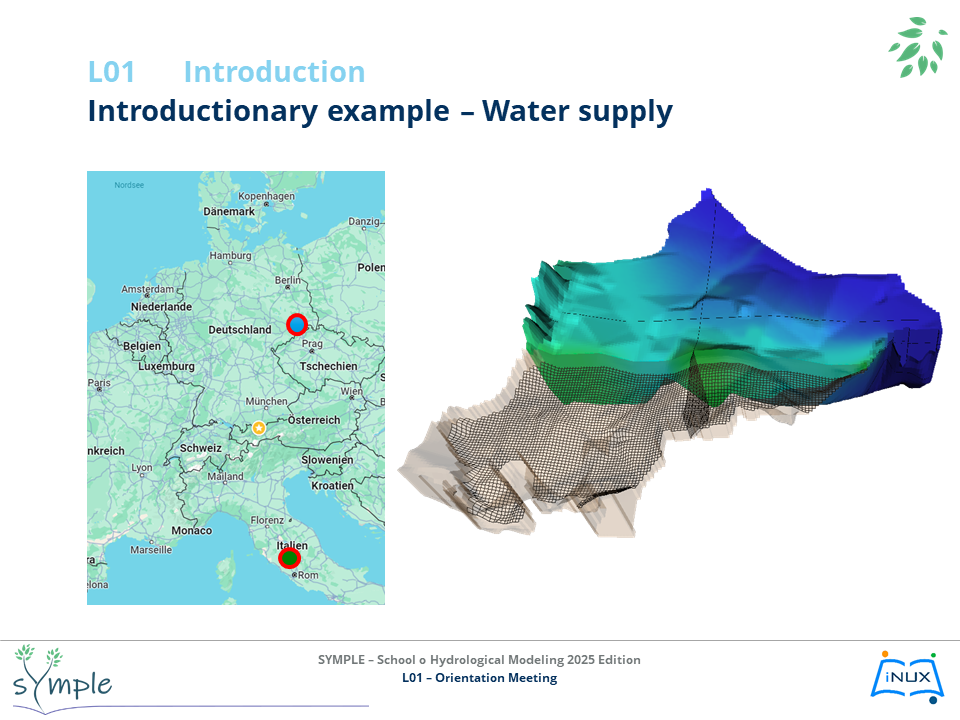 L01 Introduction
Introductionary example – Water supply
Nordsee
Kopenhagen
Dänemark
Danzig
Hamburg
Polen
Berlin
Amsterdam
Niederlande
Deutschland
Belgien
Prag
Luxemburg
Tschechien
Paris
S
Wien
München
B
Österreich
nkreich
Schweiz
Slowenien
Lyon
Mailand
Kroatien
Florenz
Monaco
Italien
Marseille
ra
Rom
elona
SYMPLE – School o Hydrological Modeling 2025 Edition
L01 – Orientation Meeting
sYmple
iNUX